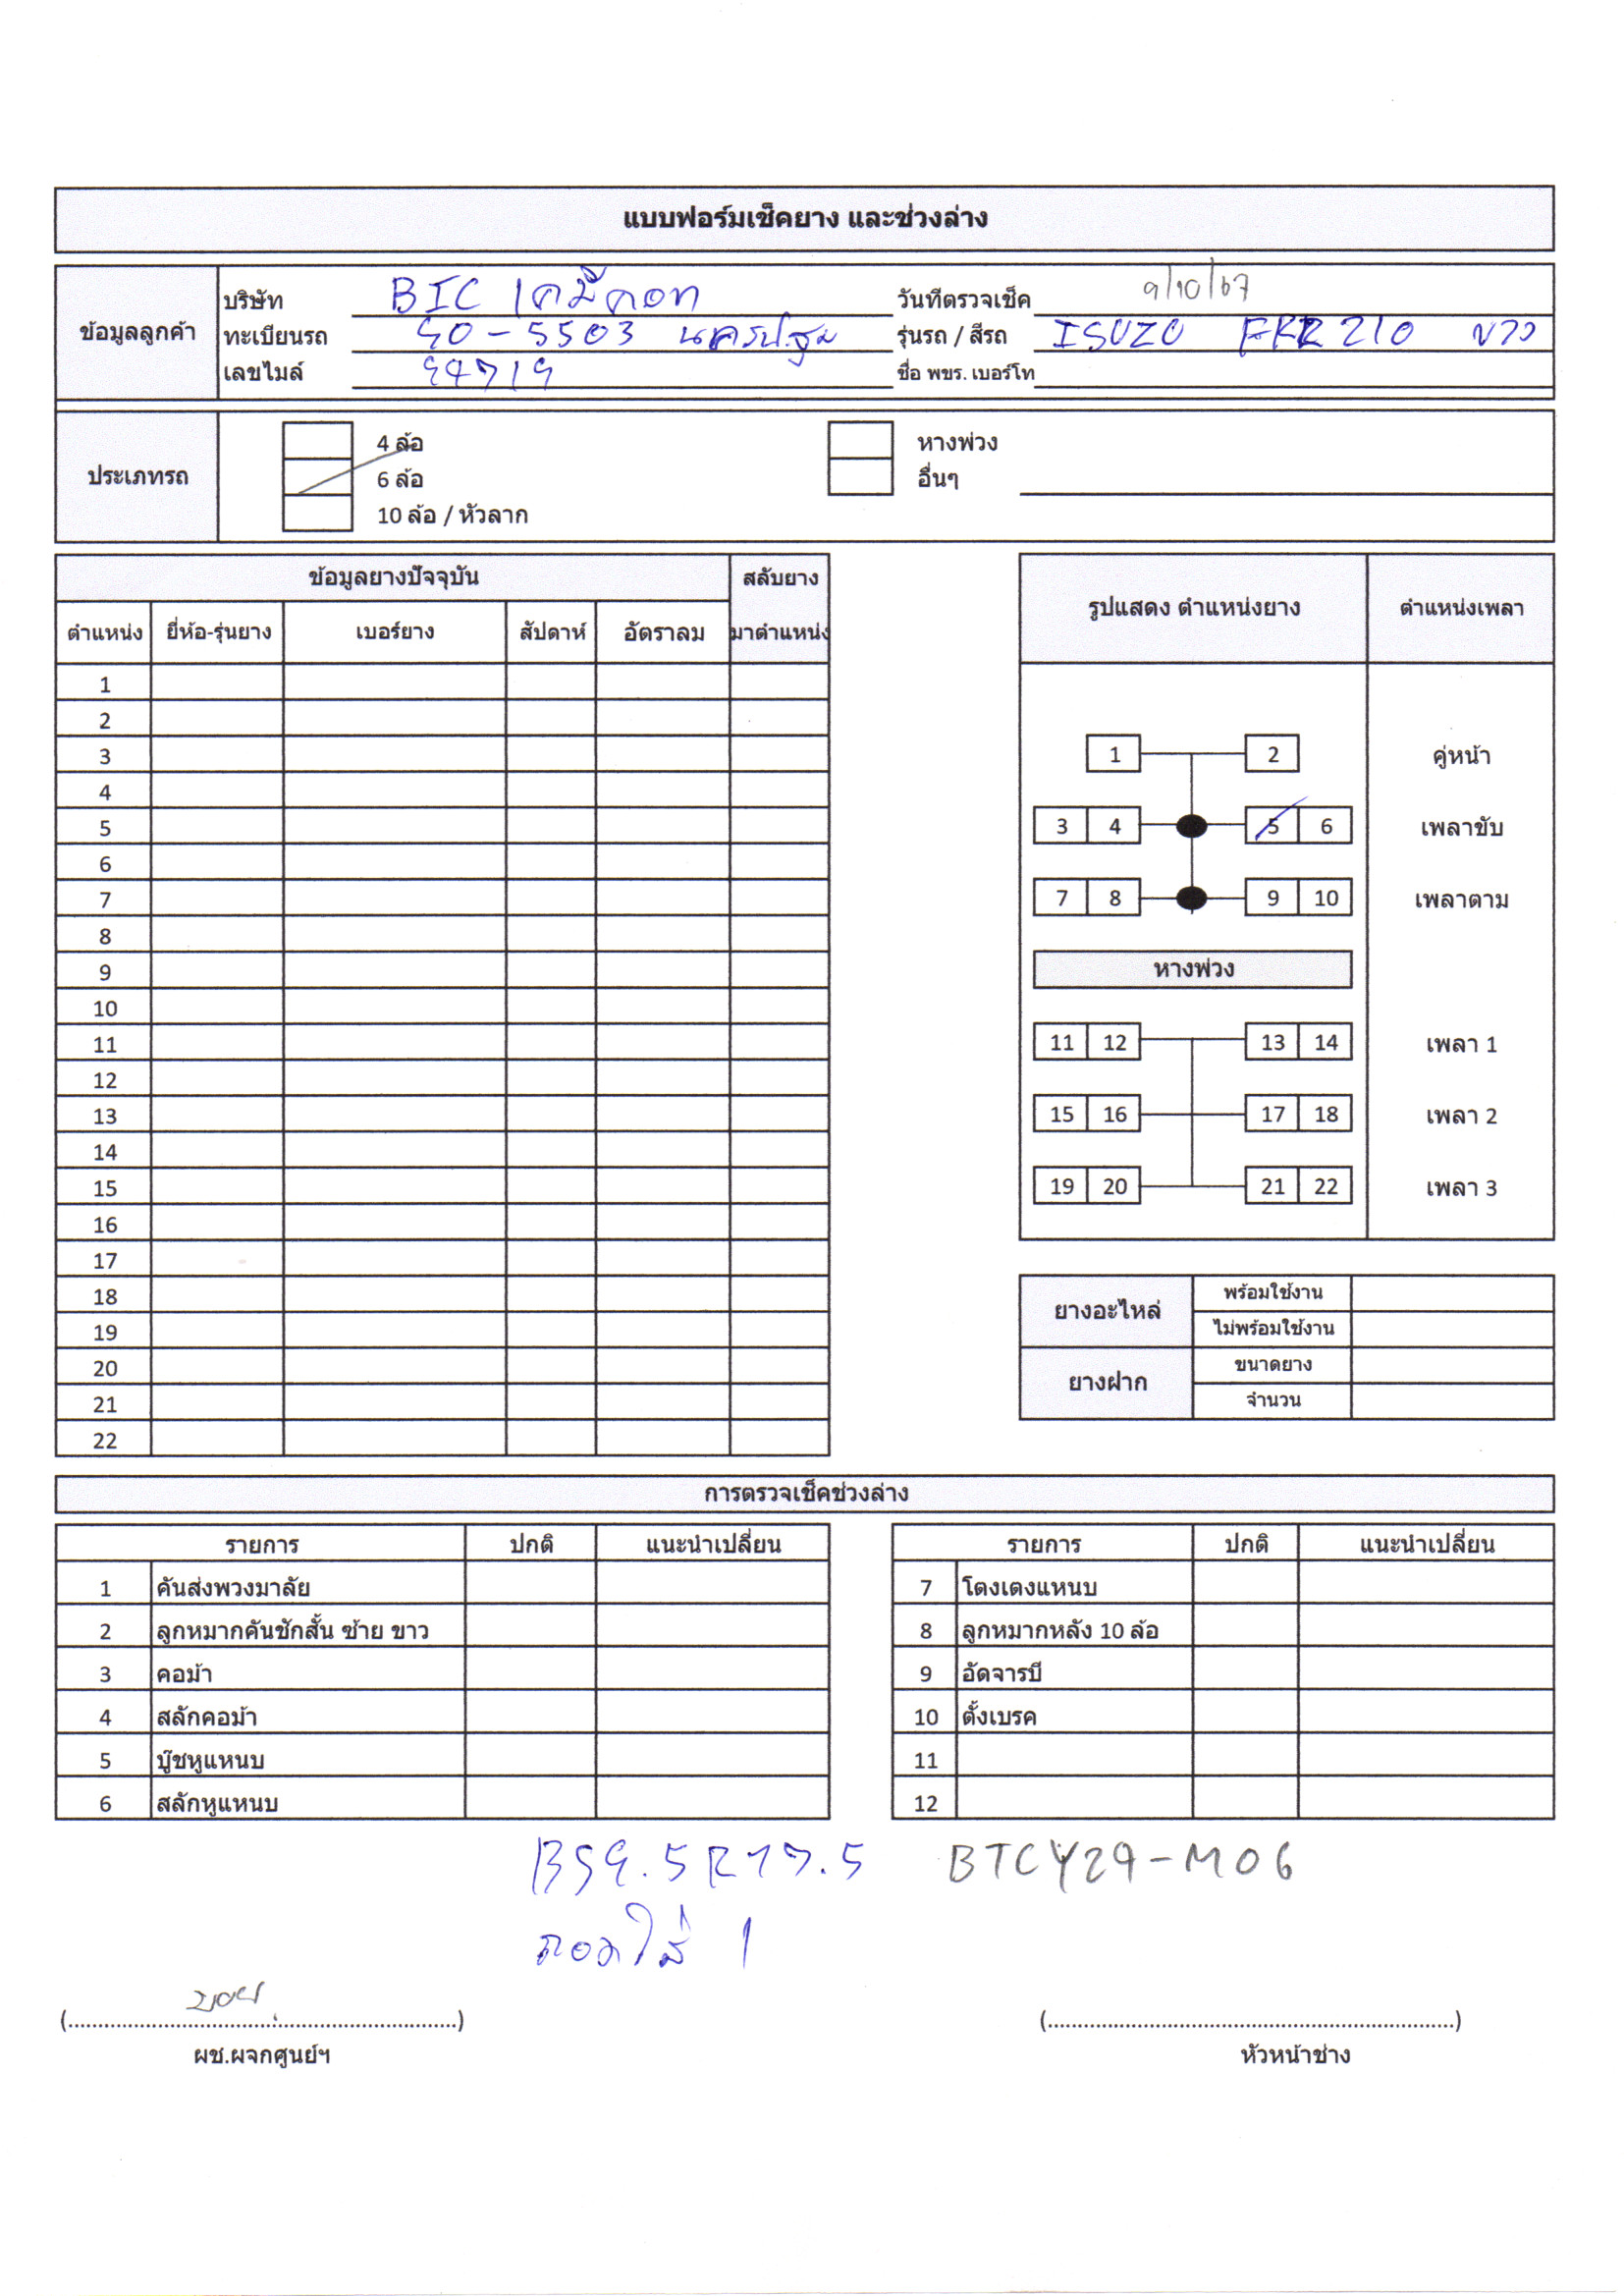 แบบฟอร์มเช็คยาง และช่วงล่าง
ข้อมูลลูกค้า
บริษัท BIC เคมีคอท วันที่ตรวจเช็ค 9/10/67
ทะเบียนรถ 50-5503 นครปฐม รุ่นรถ / สีรถ ISUZU FRR 210 ขาว
เลขไมล์ ชื่อ พขร. เบอร์โท
ประเภทรถ
4 ล้อ หางพ่วง
6 ล้อ อื่นๆ
10 ล้อ / หัวลาก
ข้อมูลยางปัจจุบัน สลับยาง
ตำแหน่ง ยี่ห้อ-รุ่นยาง เบอร์ยาง สัปดาห์ อัตราลม มาตำแหน่ง
1
2
3
4
5
6
7
8
9
10
11
12
13
14
15
16
17
18
19
20
21
22
รูปแสดง ตำแหน่งยาง ตำแหน่งเพลา
1 2 คู่หน้า
3 4 5 6 เพลาขับ
7 8 9 10 เพลาตาม
หางพ่วง
11 12 13 14 เพลา 1
15 16 17 18 เพลา 2
19 20 21 22 เพลา 3
ยางอะไหล่ พร้อมใช้งาน
ไม่พร้อมใช้งาน
ยางฝาก ขนาดยาง
จำนวน
การตรวจเช็คช่วงล่าง
รายการ ปกติ แนะนำเปลี่ยน รายการ ปกติ แนะนำเปลี่ยน
1 คันส่งพวงมาลัย 7 โตงเตงแหนบ
2 ลูกหมากคันชักสั้น ซ้าย ขาว 8 ลูกหมากหลัง 10 ล้อ
3 คอม้า 9 อัดจารบี
4 สลักคอม้า 10 ตั้งเบรค
5 บู๊ชหูแหนบ 11
6 สลักหูแหนบ 12
BS9.5R17.5 BTCY29-M06
ถอดใส่ 1
(..............................) (..............................)
ผช.ผจกศูนย์ฯ หัวหน้าช่าง